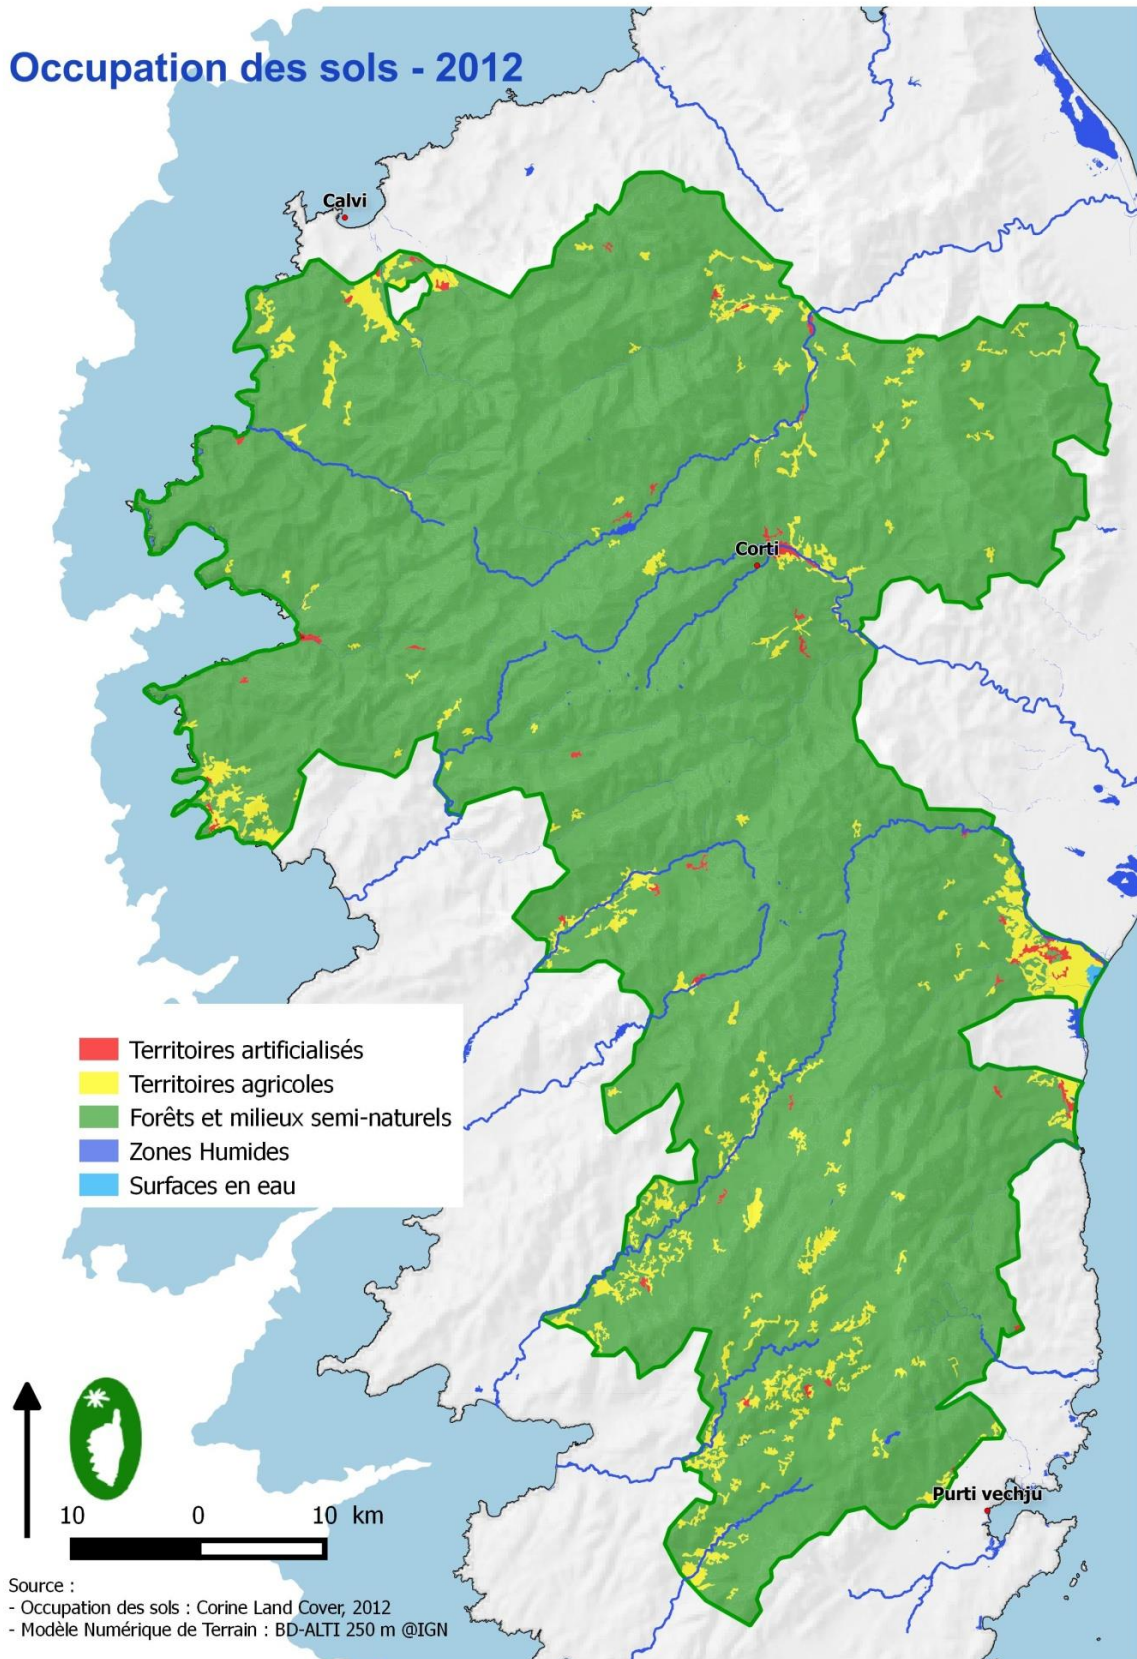 Occupation des sols - 2012
Calvi
Corti
Territoires artificialisés
Territoires agricoles
Forêts et milieux semi-naturels
Zones Humides
Surfaces en eau
Purti vechju
10 0 10 km
Source :
- Occupation des sols : Corine Land Cover, 2012
- Modèle Numérique de Terrain : BD-ALTI 250 m @IGN